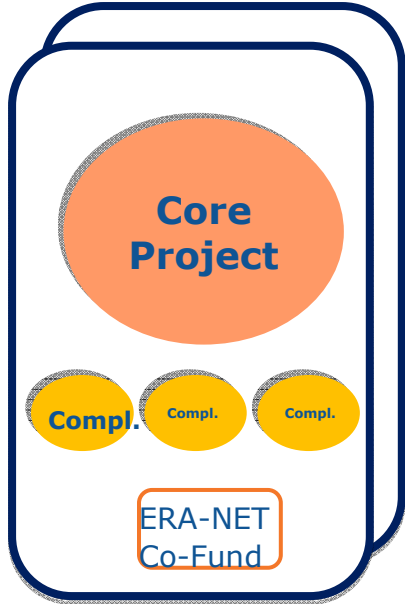 Core
Project
Compl.
Compl.
Compl.
ERA-NET
Co-Fund